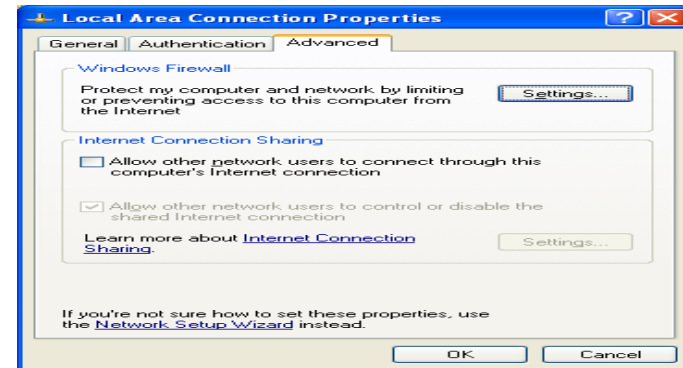 Local Area Connection Properties
General Authentication Advanced
Windows Firewall
Protect my computer and network by limiting
or preventing access to this computer from
the Internet
Settings...
Internet Connection Sharing
Allow other network users to connect through this
computer's Internet connection
Allow other network users to control or disable the
shared Internet connection
Learn more about Internet Connection
Sharing.
Settings...
If you're not sure how to set these properties, use
the Network Setup Wizard instead.
OK Cancel